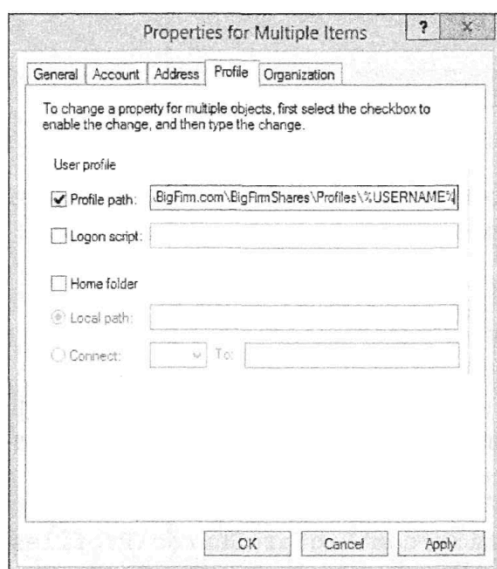 Properties for Multiple Items ? X
General Account Address Profile Organization
To change a property for multiple objects, first select the checkbox to
enable the change, and then type the change.
User profile
Profile path: \BigFirm.com\BigFirmShares\Profiles\%USERNAME%
Logon script:
Home folder
Local path:
Connect: To:
OK Cancel Apply